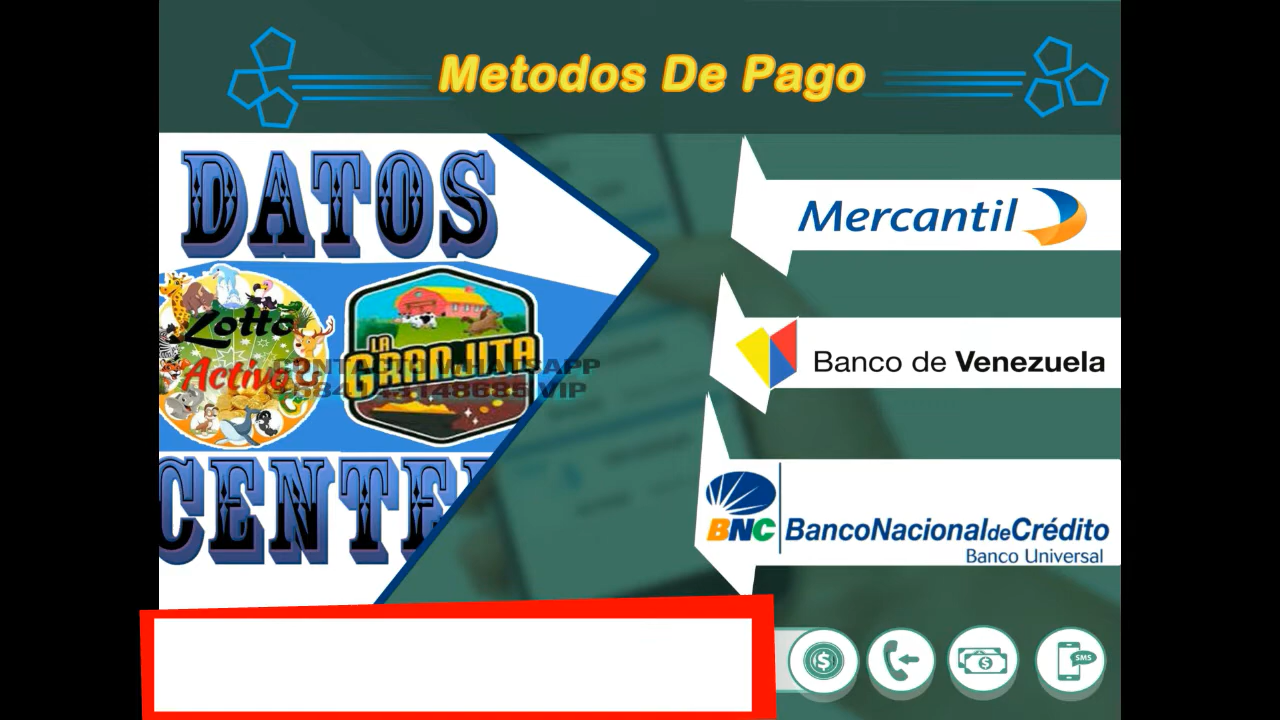 Metodos De Pago
DATOS
Lotto
Activo
LA
GRANJITA
CENTE
Mercantil
Banco de Venezuela
BNC
BancoNacionaldeCrédito
Banco Universal
SMS